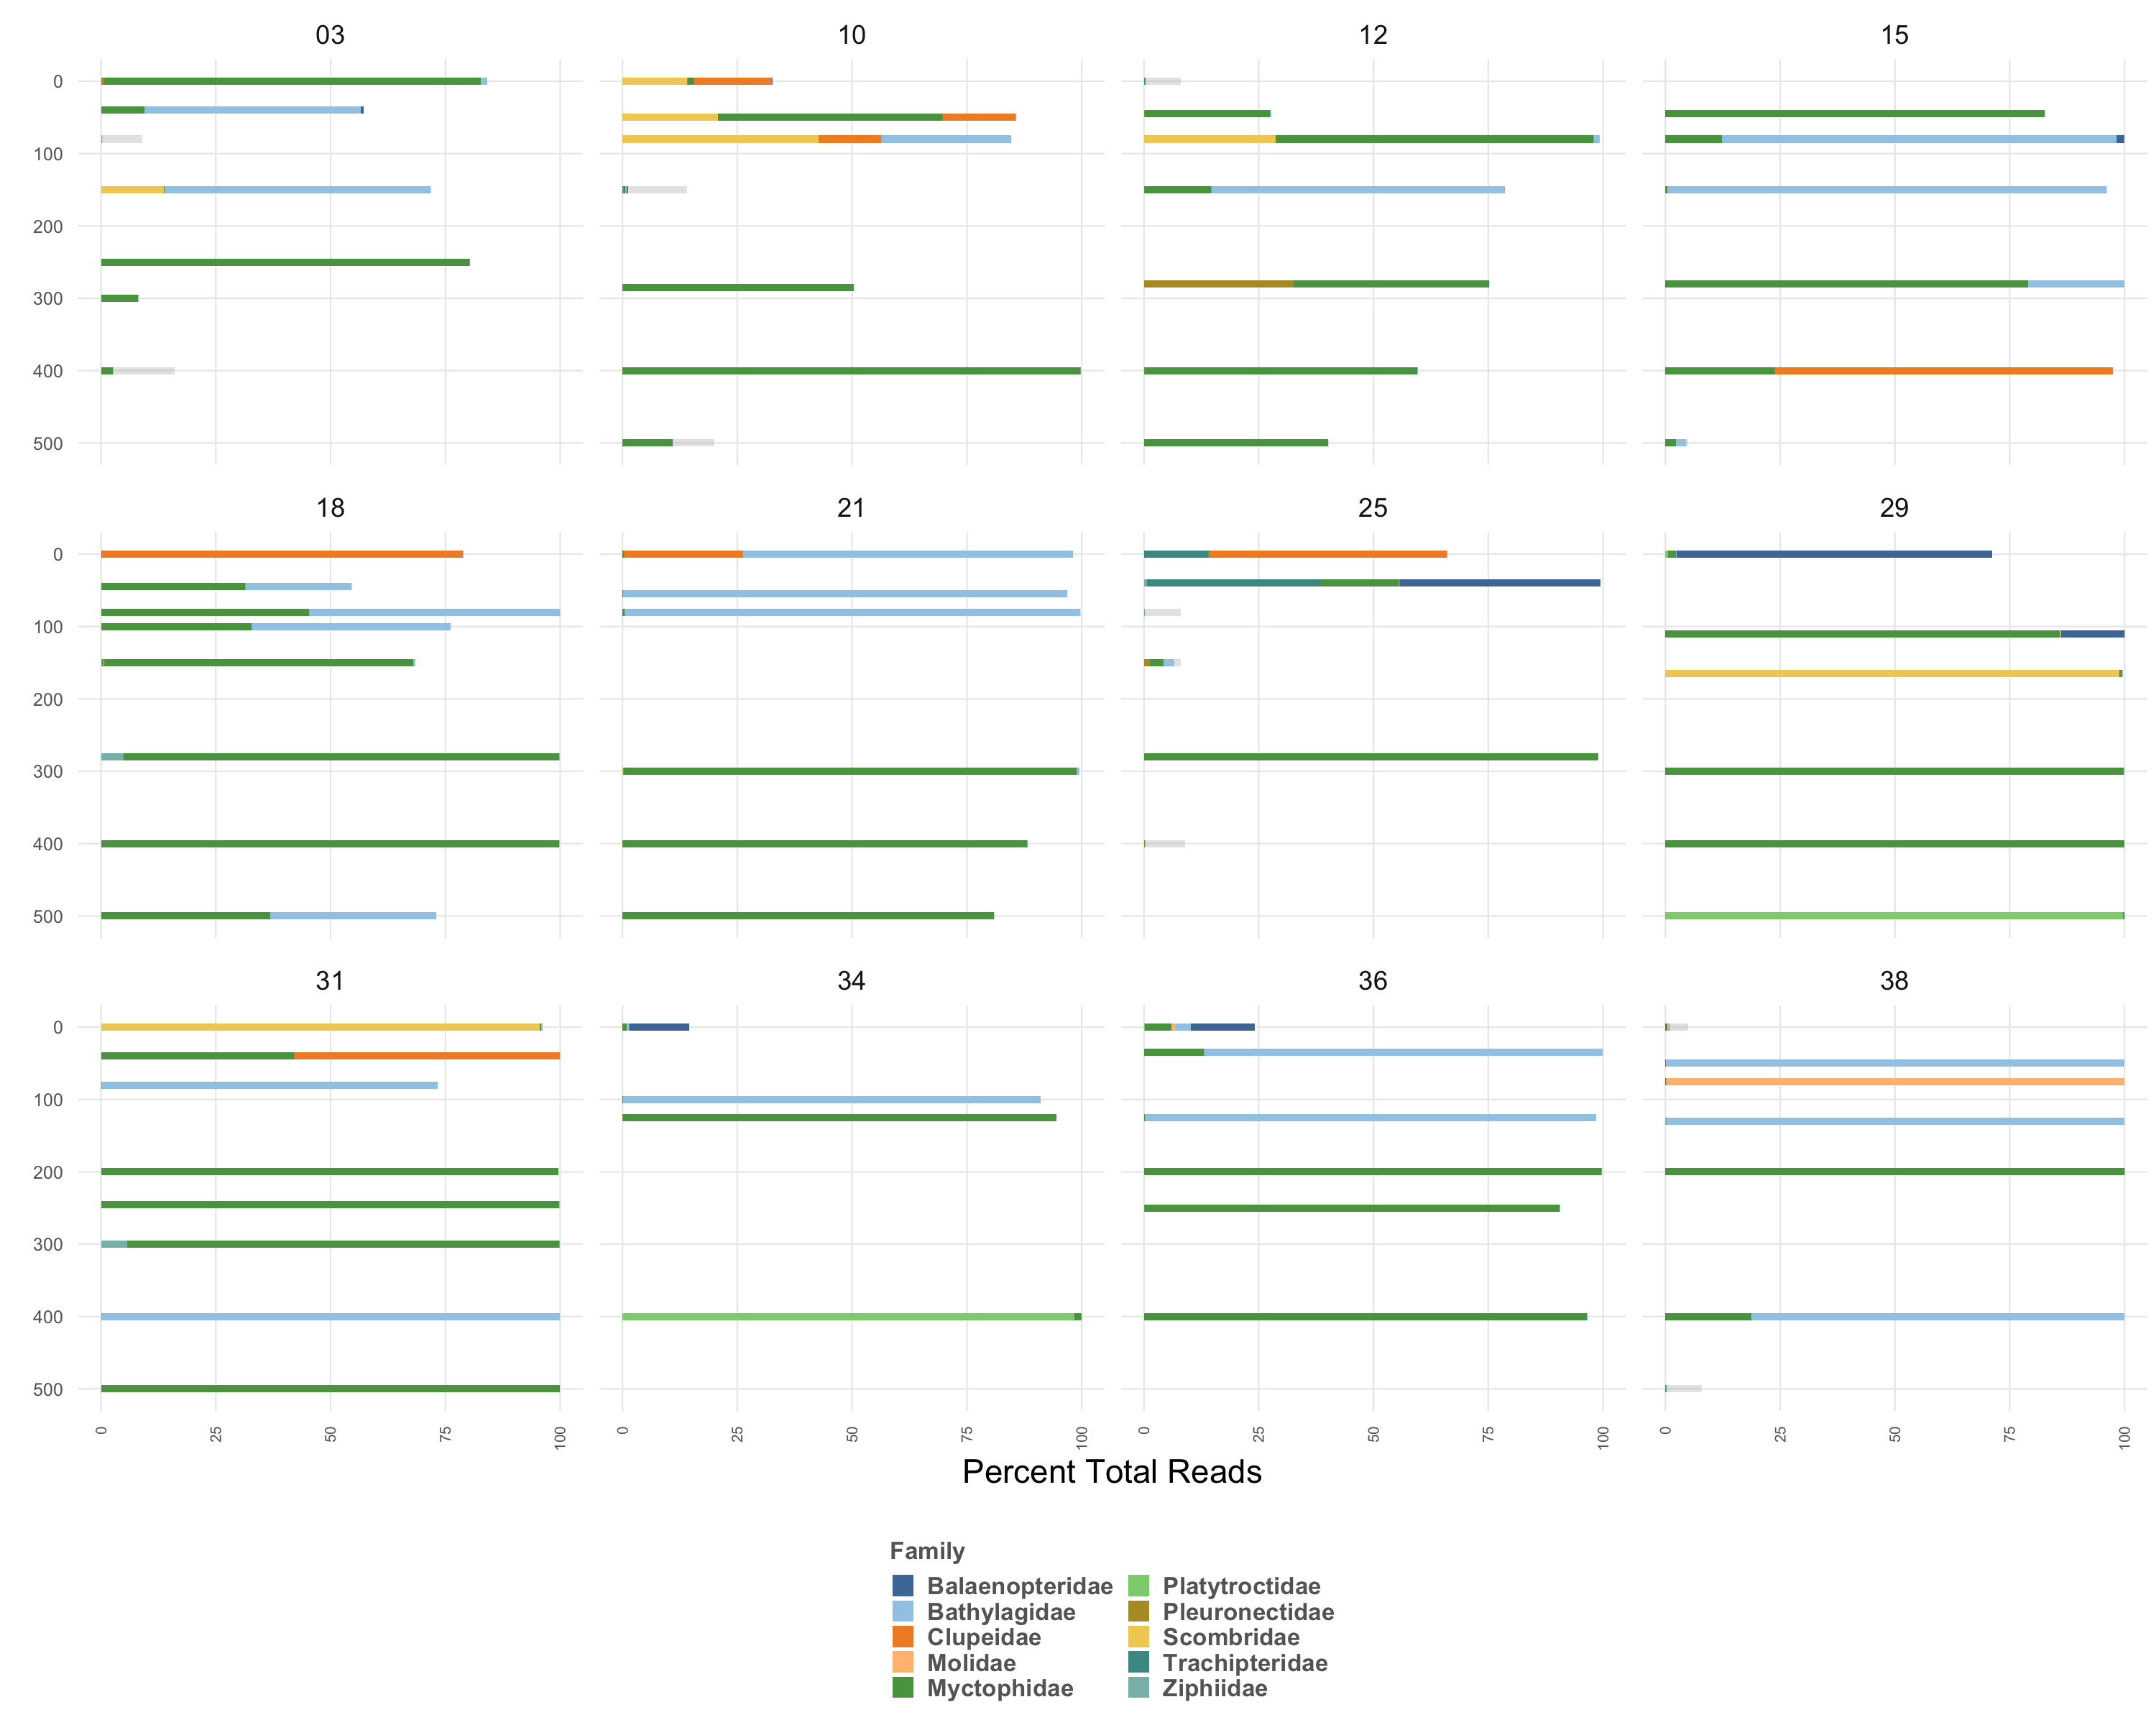 03 10 12 15
0
100
200
300
400
500
18 21 25 29
0
100
200
300
400
500
31 34 36 38
0
100
200
300
400
500
0 25 50 75 100 0 25 50 75 100 0 25 50 75 100 0 25 50 75 100
Percent Total Reads
Family
Balaenopteridae Platytroctidae
Bathylagidae Pleuronectidae
Clupeidae Scombridae
Molidae Trachipteridae
Myctophidae Ziphiidae